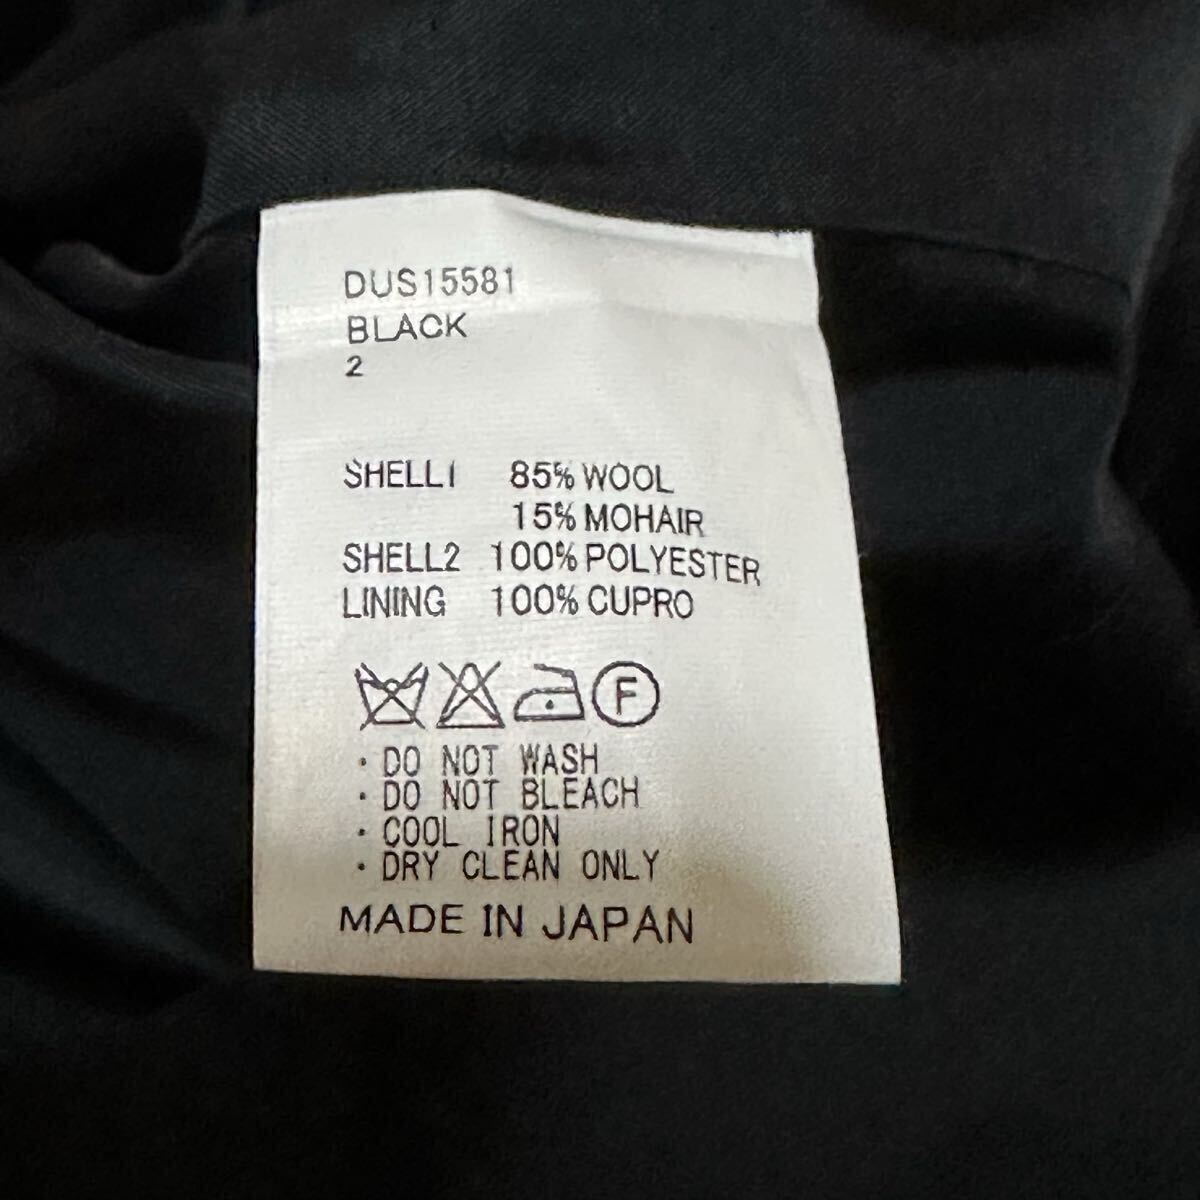 DUS15581
BLACK
2
SHELL1 85% WOOL
15% MOHAIR
SHELL2 100% POLYESTER
LINING 100% CUPRO
F
・DO NOT WASH
・DO NOT BLEACH
・COOL IRON
・DRY CLEAN ONLY
MADE IN JAPAN